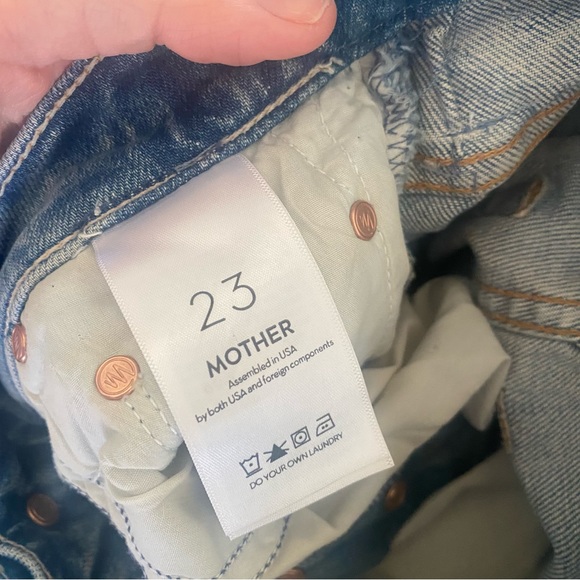 23
MOTHER
Assembled in USA
by both USA and foreign components
DO YOUR OWN LAUNDRY